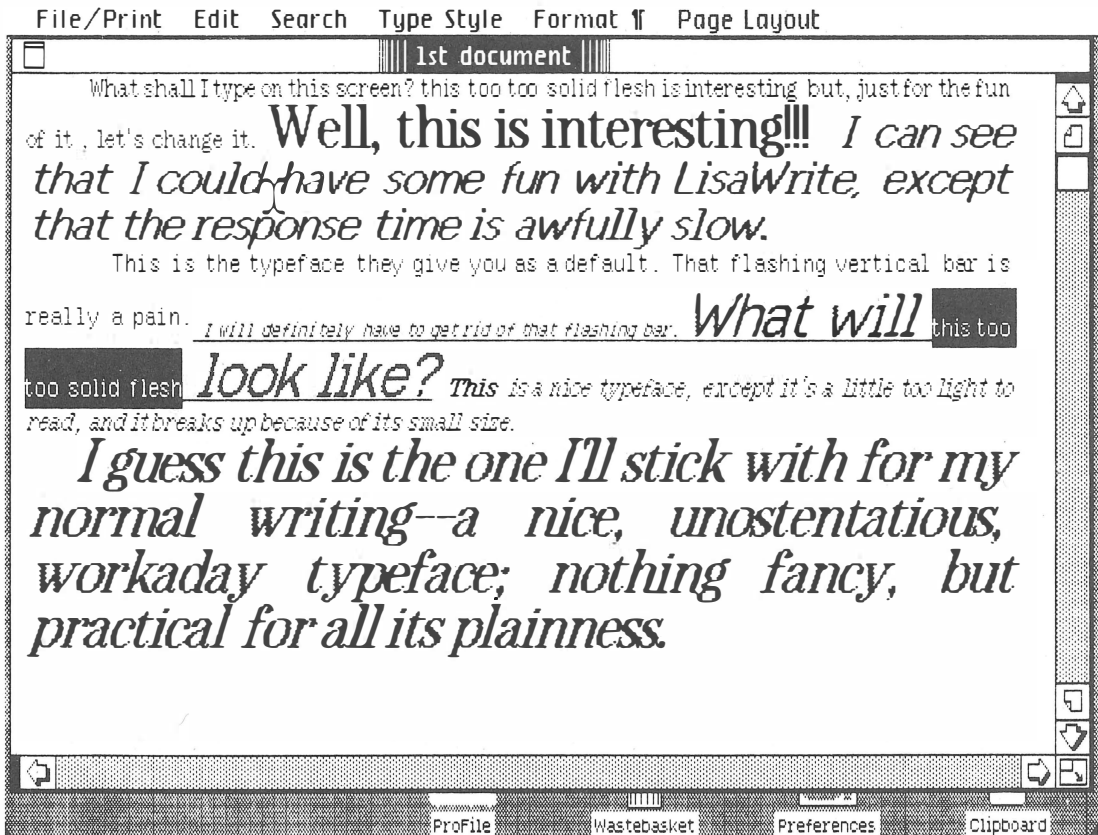 File/Print Edit Search Type Style Format ¶ Page Layout
1st document
What shall I type on this screen? this too too solid flesh is interesting but, just for the fun
of it , let's change it. Well, this is interesting!!! I can see
that I could have some fun with LisaWrite, except
that the response time is awfully slow.
This is the typeface they give you as a default. That flashing vertical bar is
really a pain. I will definitely have to get rid of that flashing bar. What will this too
too solid flesh look like? This is a nice typeface, except it's a little too light to
read, and it breaks up because of its small size.
I guess this is the one I'll stick with for my
normal writing--a nice, unostentatious,
workaday typeface; nothing fancy, but
practical for all its plainness.
ProFile Wastebasket Preferences Clipboard